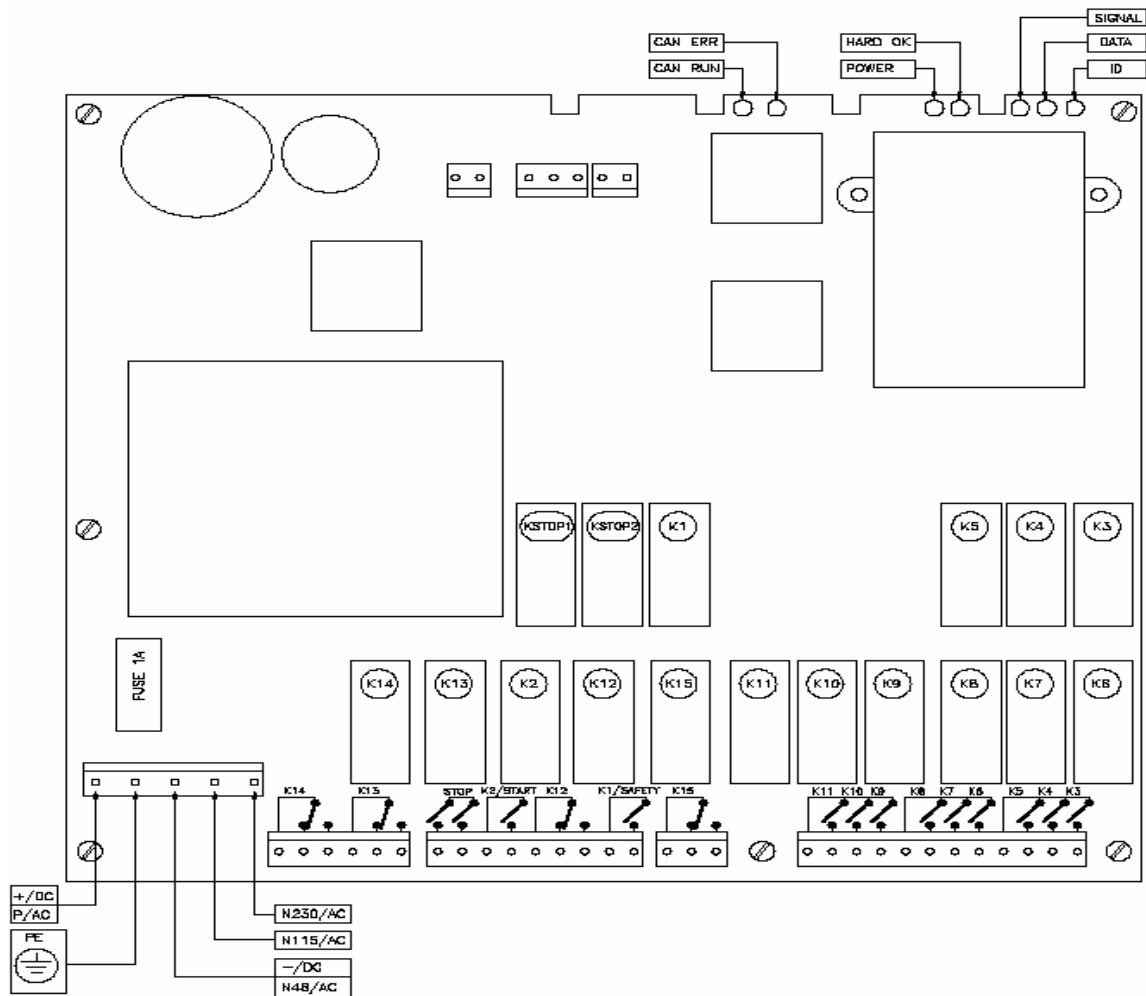 SIGNAL
CAN ERR
HARD OK
DATA
CAN RUN
POWER
ID
KSTOP1
KSTOP2
K1
K5
K4
K3
FUSE 1A
K14
K13
K2
K12
K15
K11
K10
K9
K8
K7
K6
K14
K13
STOP
K2/START
K12
K1/SAFETY
K15
K11
K10
K9
K8
K7
K6
K5
K4
K3
+/DC
P/AC
N230/AC
PE
N115/AC
-/DC
N48/AC